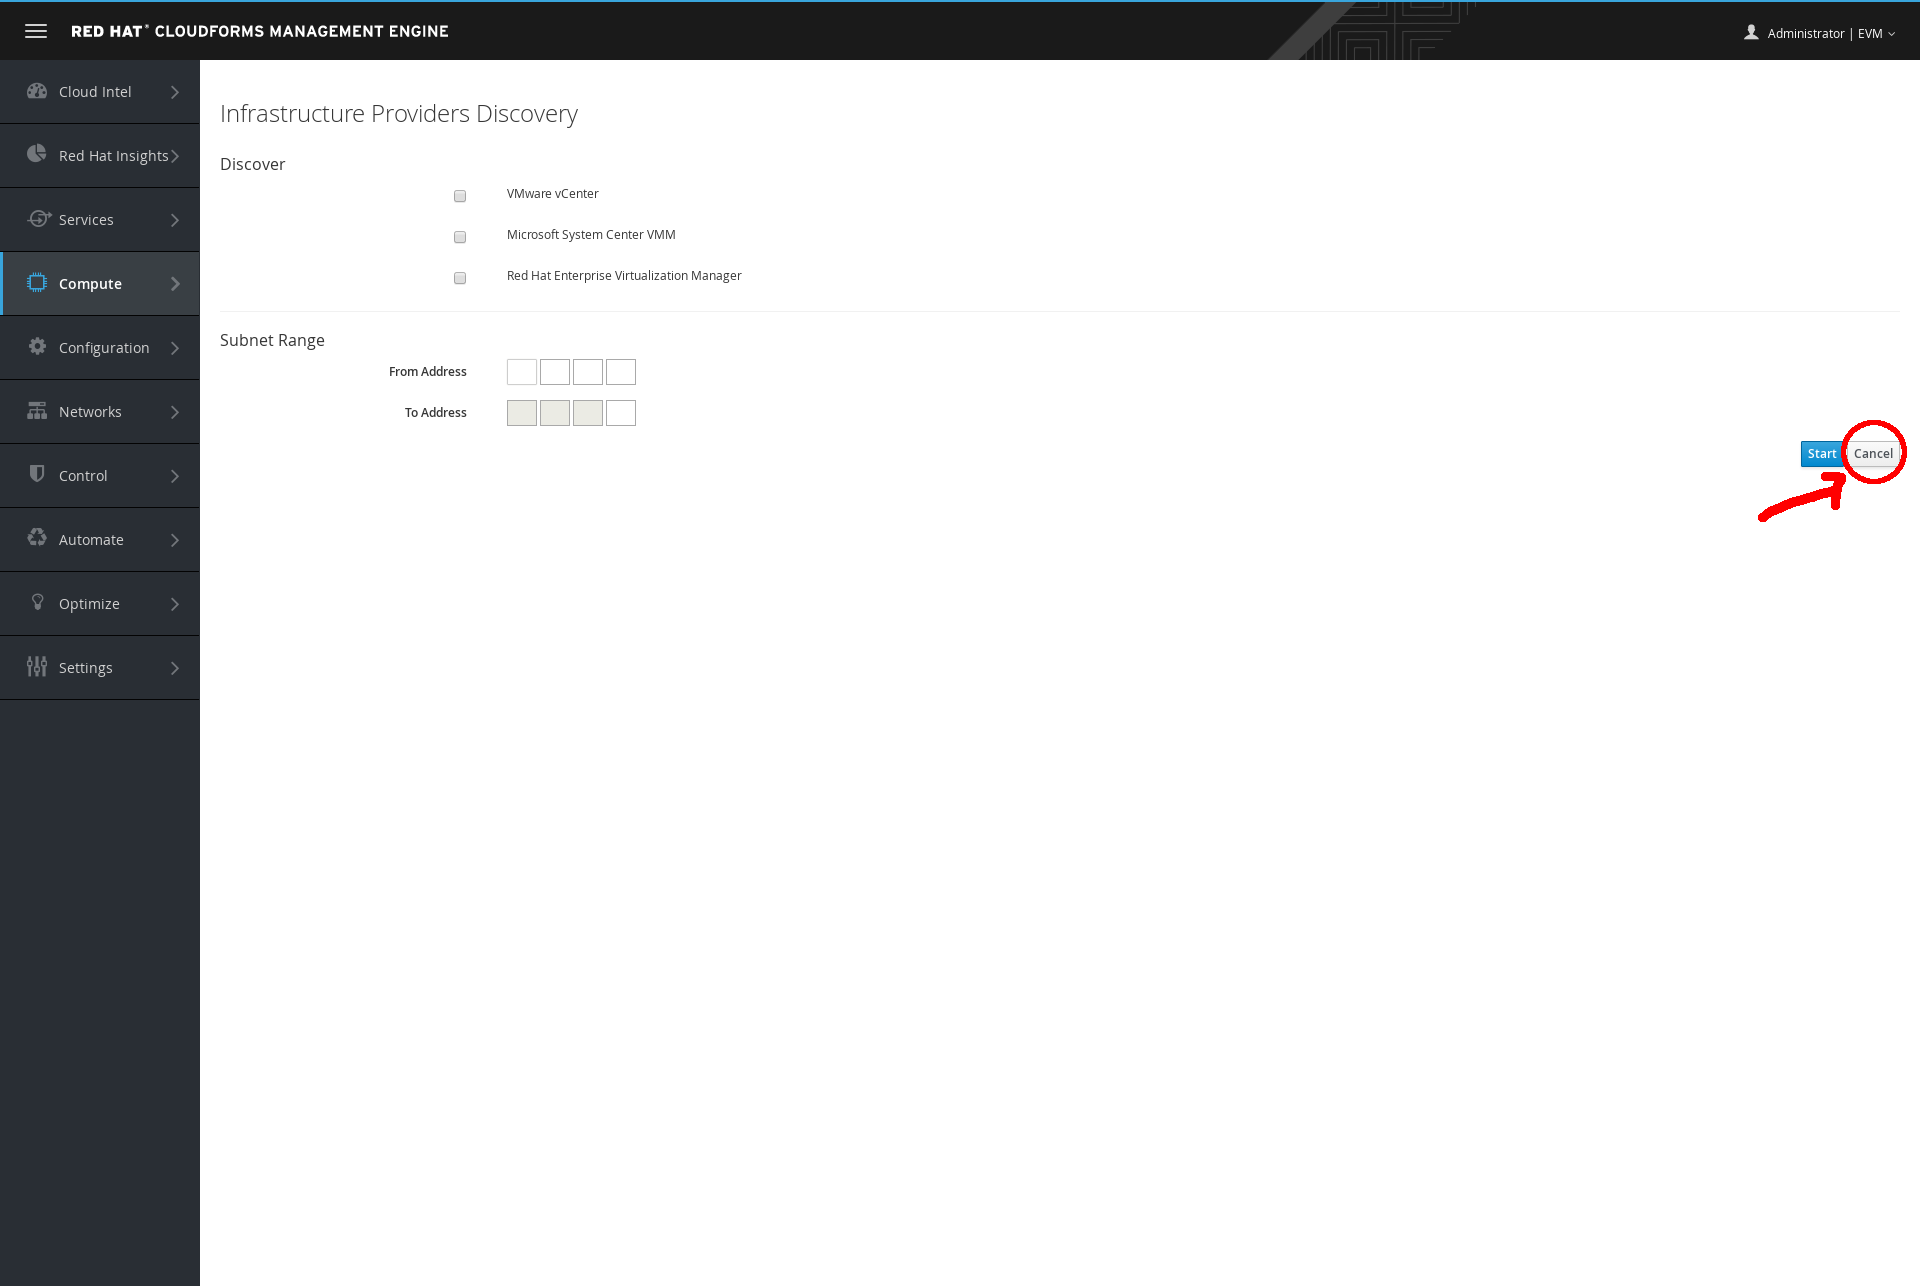 RED HAT® CLOUDFORMS MANAGEMENT ENGINE
Administrator | EVM
Cloud Intel
Red Hat Insights
Services
Compute
Configuration
Networks
Control
Automate
Optimize
Settings
Infrastructure Providers Discovery
Discover
VMware vCenter
Microsoft System Center VMM
Red Hat Enterprise Virtualization Manager
Subnet Range
From Address
To Address
Start Cancel